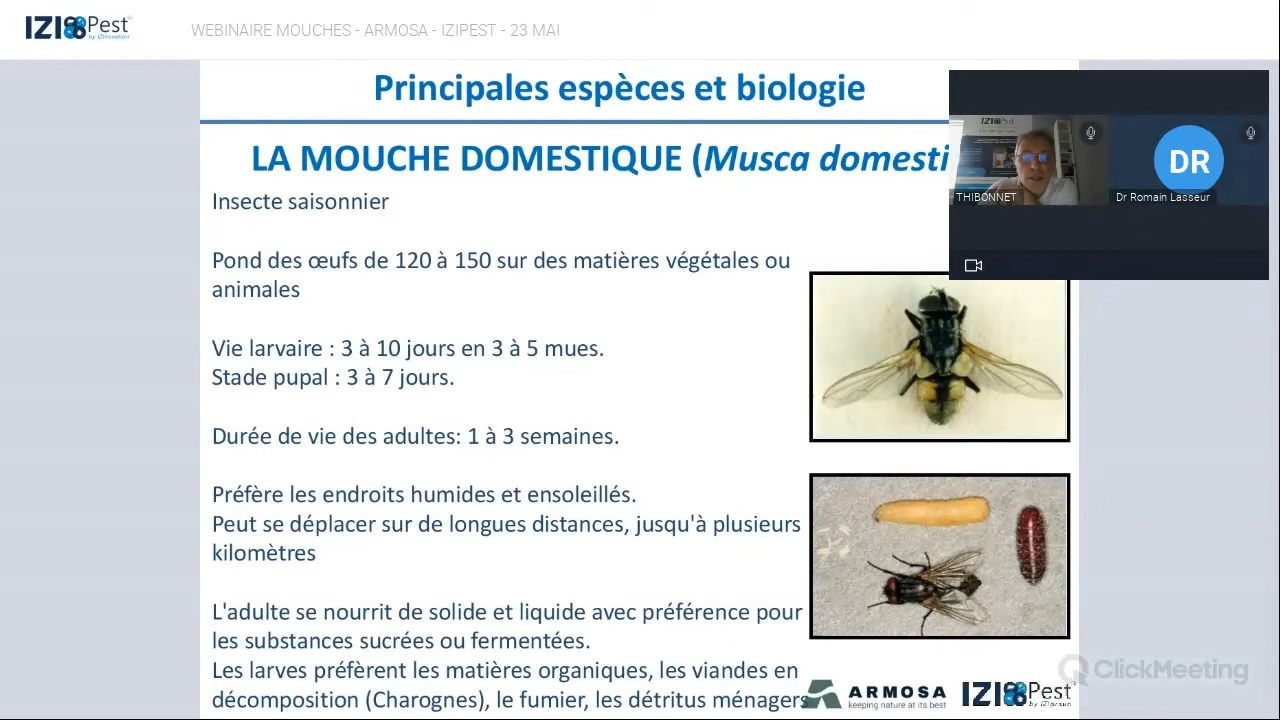 IZI Pest
by IZInovation
WEBINAIRE MOUCHES - ARMOSA - IZIPEST - 23 MAI
Principales espèces et biologie
LA MOUCHE DOMESTIQUE (Musca domesti
IZI Pest
THIBONNET
DR
Dr Romain Lasseur
Insecte saisonnier
Pond des œufs de 120 à 150 sur des matières végétales ou
animales
Vie larvaire : 3 à 10 jours en 3 à 5 mues.
Stade pupal : 3 à 7 jours.
Durée de vie des adultes: 1 à 3 semaines.
Préfère les endroits humides et ensoleillés.
Peut se déplacer sur de longues distances, jusqu'à plusieurs
kilomètres
L'adulte se nourrit de solide et liquide avec préférence pour
les substances sucrées ou fermentées.
Les larves préfèrent les matières organiques, les viandes en
décomposition (Charognes), le fumier, les détritus ménagers
ClickMeeting
ARMOSA
keeping nature at its best
IZI Pest